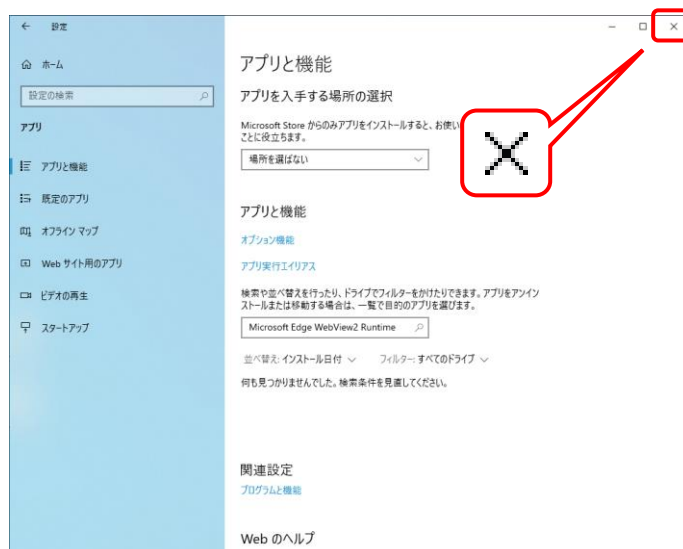 設定
ホーム
設定の検索
アプリ
アプリと機能
既定のアプリ
オフライン マップ
Web サイト用のアプリ
ビデオの再生
スタートアップ
アプリと機能
アプリを入手する場所の選択
Microsoft Store からのみアプリをインストールすると、お使い
ことに役立ちます。
場所を選ばない
アプリと機能
オプション機能
アプリ実行エイリアス
検索や並べ替えを行ったり、ドライブでフィルターをかけたりできます。アプリをアンイン
ストールまたは移動する場合は、一覧で目的のアプリを選びます。
Microsoft Edge WebView2 Runtime
並べ替え: インストール日付 フィルター: すべてのドライブ
何も見つかりませんでした。検索条件を見直してください。
関連設定
プログラムと機能
Web のヘルプ